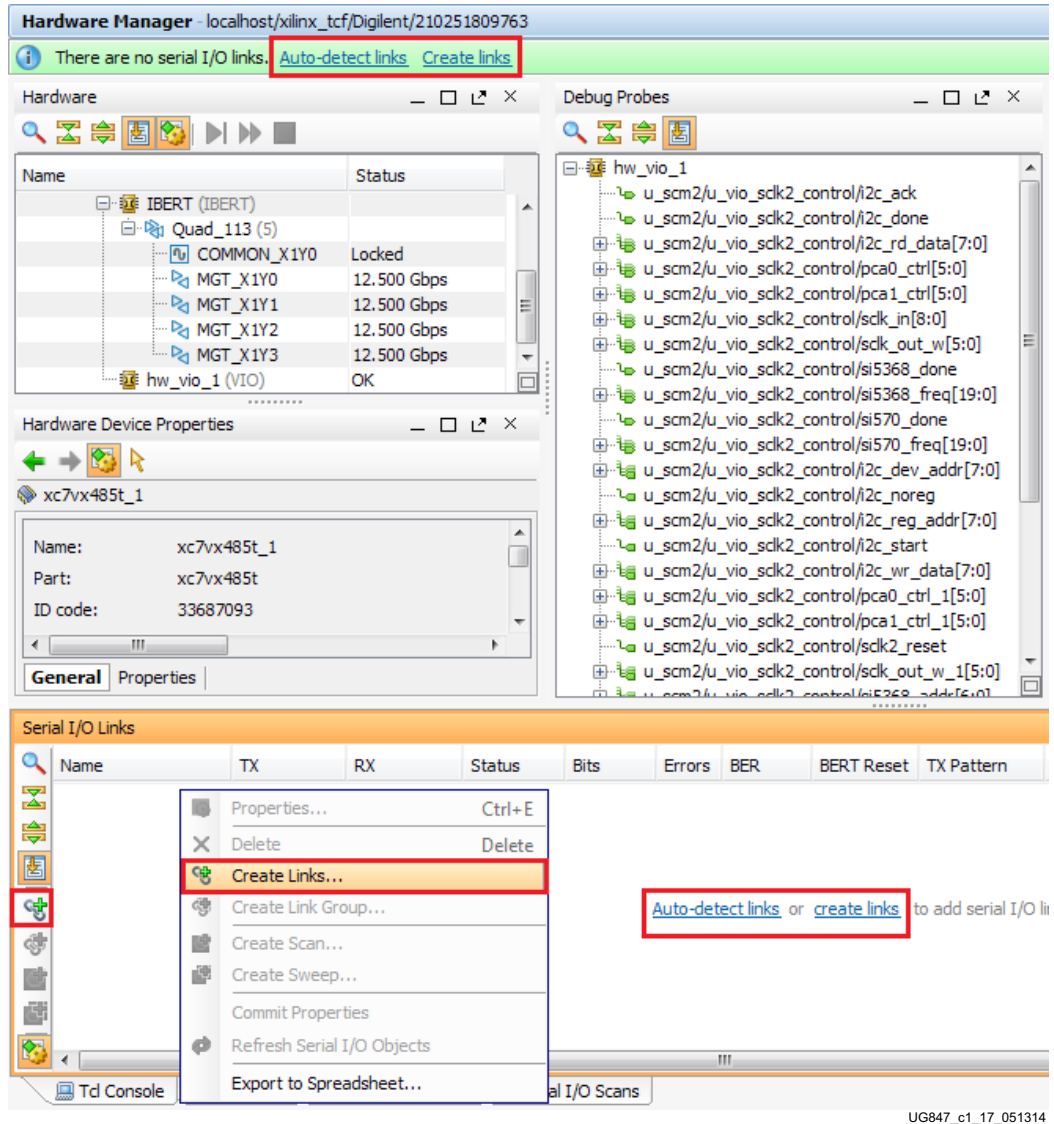 Hardware Manager - localhost/xilinx_tcf/Digilent/210251809763
There are no serial I/O links. Auto-detect links Create links
Hardware
Name Status
IBERT (IBERT)
Quad_113 (5)
COMMON_X1Y0 Locked
MGT_X1Y0 12.500 Gbps
MGT_X1Y1 12.500 Gbps
MGT_X1Y2 12.500 Gbps
MGT_X1Y3 12.500 Gbps
hw_vio_1 (VIO) OK
Hardware Device Properties
xc7vx485t_1
Name: xc7vx485t_1
Part: xc7vx485t
ID code: 33687093
General Properties
Debug Probes
hw_vio_1
u_scm2/u_vio_sclk2_control/i2c_ack
u_scm2/u_vio_sclk2_control/i2c_done
u_scm2/u_vio_sclk2_control/i2c_rd_data[7:0]
u_scm2/u_vio_sclk2_control/pca0_ctrl[5:0]
u_scm2/u_vio_sclk2_control/pca1_ctrl[5:0]
u_scm2/u_vio_sclk2_control/sclk_in[8:0]
u_scm2/u_vio_sclk2_control/sclk_out_w[5:0]
u_scm2/u_vio_sclk2_control/si5368_done
u_scm2/u_vio_sclk2_control/si5368_freq[19:0]
u_scm2/u_vio_sclk2_control/si570_done
u_scm2/u_vio_sclk2_control/si570_freq[19:0]
u_scm2/u_vio_sclk2_control/i2c_dev_addr[7:0]
u_scm2/u_vio_sclk2_control/i2c_noreg
u_scm2/u_vio_sclk2_control/i2c_reg_addr[7:0]
u_scm2/u_vio_sclk2_control/i2c_start
u_scm2/u_vio_sclk2_control/i2c_wr_data[7:0]
u_scm2/u_vio_sclk2_control/pca0_ctrl_1[5:0]
u_scm2/u_vio_sclk2_control/pca1_ctrl_1[5:0]
u_scm2/u_vio_sclk2_control/sclk2_reset
u_scm2/u_vio_sclk2_control/sclk_out_w_1[5:0]
Serial I/O Links
Name TX RX Status Bits Errors BER BERT Reset TX Pattern
Properties... Ctrl+E
Delete Delete
Create Links...
Create Link Group...
Create Scan...
Create Sweep...
Commit Properties
Refresh Serial I/O Objects
Export to Spreadsheet...
Auto-detect links or create links to add serial I/O
Tcl Console al I/O Scans
UG847_c1_17_051314